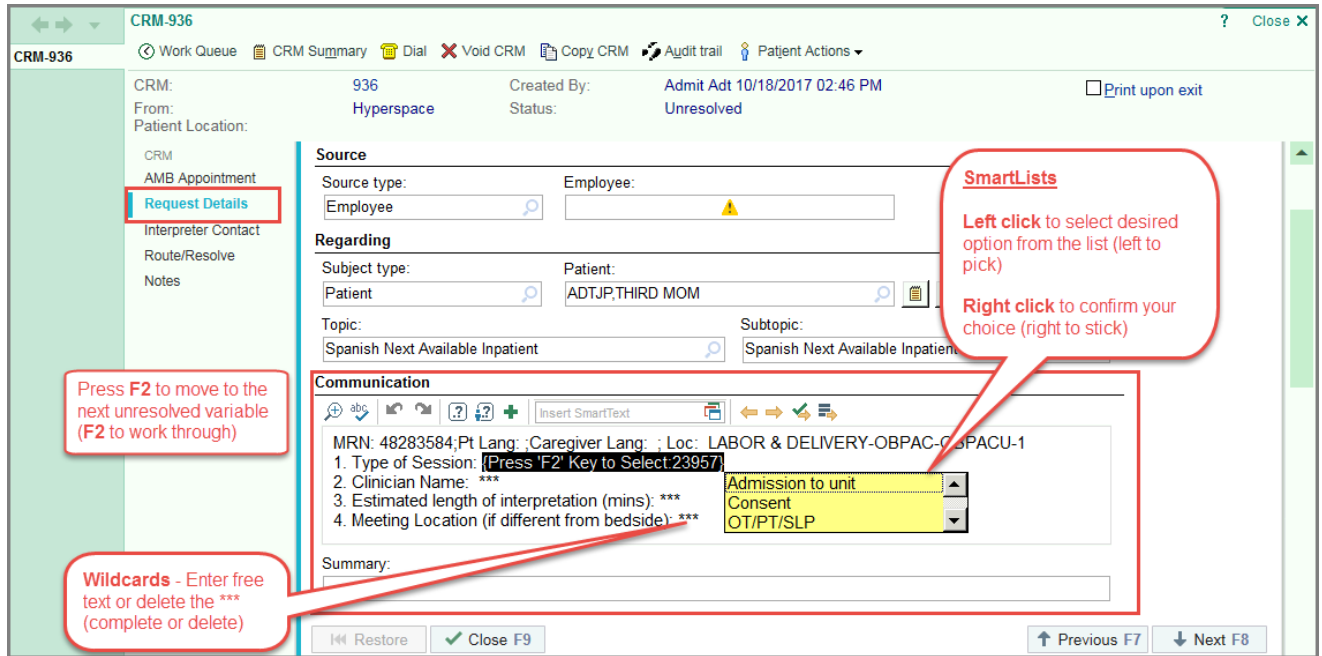 CRM-936
? Close X
CRM-936
Work Queue CRM Summary Dial Void CRM Copy CRM Audit trail Patient Actions
CRM: 936 Created By: Admit Adt 10/18/2017 02:46 PM
Print upon exit
From: Hyperspace Status: Unresolved
Patient Location:
CRM
AMB Appointment
Request Details
Interpreter Contact
Route/Resolve
Notes
Source
Source type: Employee:
Employee
Regarding
Subject type: Patient:
Patient ADTJP,THIRD MOM
Topic: Subtopic:
Spanish Next Available Inpatient Spanish Next Available Inpatient
SmartLists
Left click to select desired
option from the list (left to
pick)
Right click to confirm your
choice (right to stick)
Press F2 to move to the
next unresolved variable
(F2 to work through)
Communication
abc ? ? Insert SmartText
MRN: 48283584;Pt Lang: ;Caregiver Lang: ; Loc: LABOR & DELIVERY-OBPAC-OBPACU-1
1. Type of Session: {Press 'F2' Key to Select:23957}
2. Clinician Name: ***
3. Estimated length of interpretation (mins): ***
4. Meeting Location (if different from bedside): ***
Admission to unit
Consent
OT/PT/SLP
Summary:
Wildcards - Enter free
text or delete the ***
(complete or delete)
Restore Close F9 Previous F7 Next F8